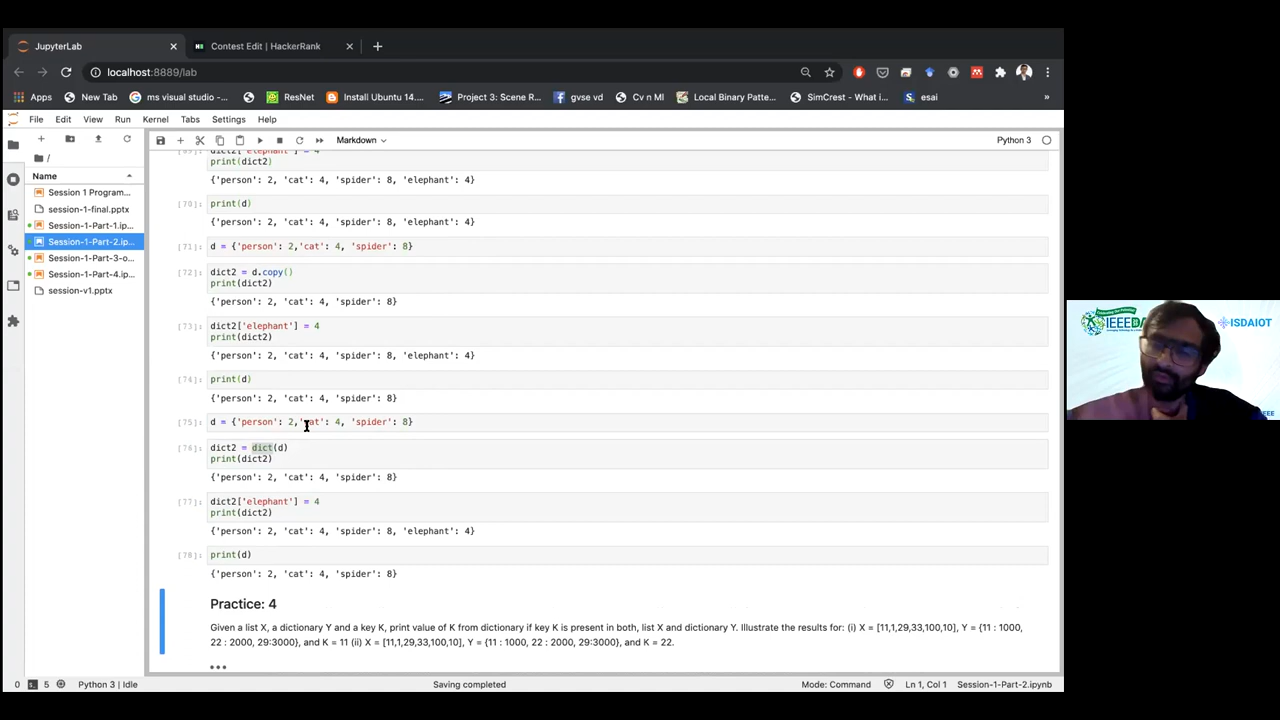 JupyterLab
Contest Edit | HackerRank
localhost:8889/lab
Apps
New Tab
ms visual studio -...
ResNet
Install Ubuntu 14....
Project 3: Scene R...
gvse vd
Cv n Ml
Local Binary Patte...
SimCrest - What i...
esai
»
File Edit View Run Kernel Tabs Settings Help
Markdown
Python 3
/
Name
Session 1 Program...
session-1-final.pptx
Session-1-Part-1.ip...
Session-1-Part-2.ip...
Session-1-Part-3-o...
Session-1-Part-4.ip...
session-v1.pptx
dict2['elephant'] = 4
print(dict2)
{'person': 2, 'cat': 4, 'spider': 8, 'elephant': 4}
[70]: print(d)
{'person': 2, 'cat': 4, 'spider': 8, 'elephant': 4}
[71]: d = {'person': 2,'cat': 4, 'spider': 8}
[72]: dict2 = d.copy()
print(dict2)
{'person': 2, 'cat': 4, 'spider': 8}
[73]: dict2['elephant'] = 4
print(dict2)
{'person': 2, 'cat': 4, 'spider': 8, 'elephant': 4}
[74]: print(d)
{'person': 2, 'cat': 4, 'spider': 8}
[75]: d = {'person': 2,'cat': 4, 'spider': 8}
[76]: dict2 = dict(d)
print(dict2)
{'person': 2, 'cat': 4, 'spider': 8}
[77]: dict2['elephant'] = 4
print(dict2)
{'person': 2, 'cat': 4, 'spider': 8, 'elephant': 4}
[78]: print(d)
{'person': 2, 'cat': 4, 'spider': 8}
Practice: 4
Given a list X, a dictionary Y and a key K, print value of K from dictionary if key K is present in both, list X and dictionary Y. Illustrate the results for: (i) X = [11,1,29,33,100,10], Y = {11 : 1000,
22 : 2000, 29:3000}, and K = 11 (ii) X = [11,1,29,33,100,10], Y = {11 : 1000, 22 : 2000, 29:3000}, and K = 22.
•••
0 5 Python 3 | Idle
Saving completed
Mode: Command
Ln 1, Col 1
Session-1-Part-2.ipynb
IEEE
ISDAIOT